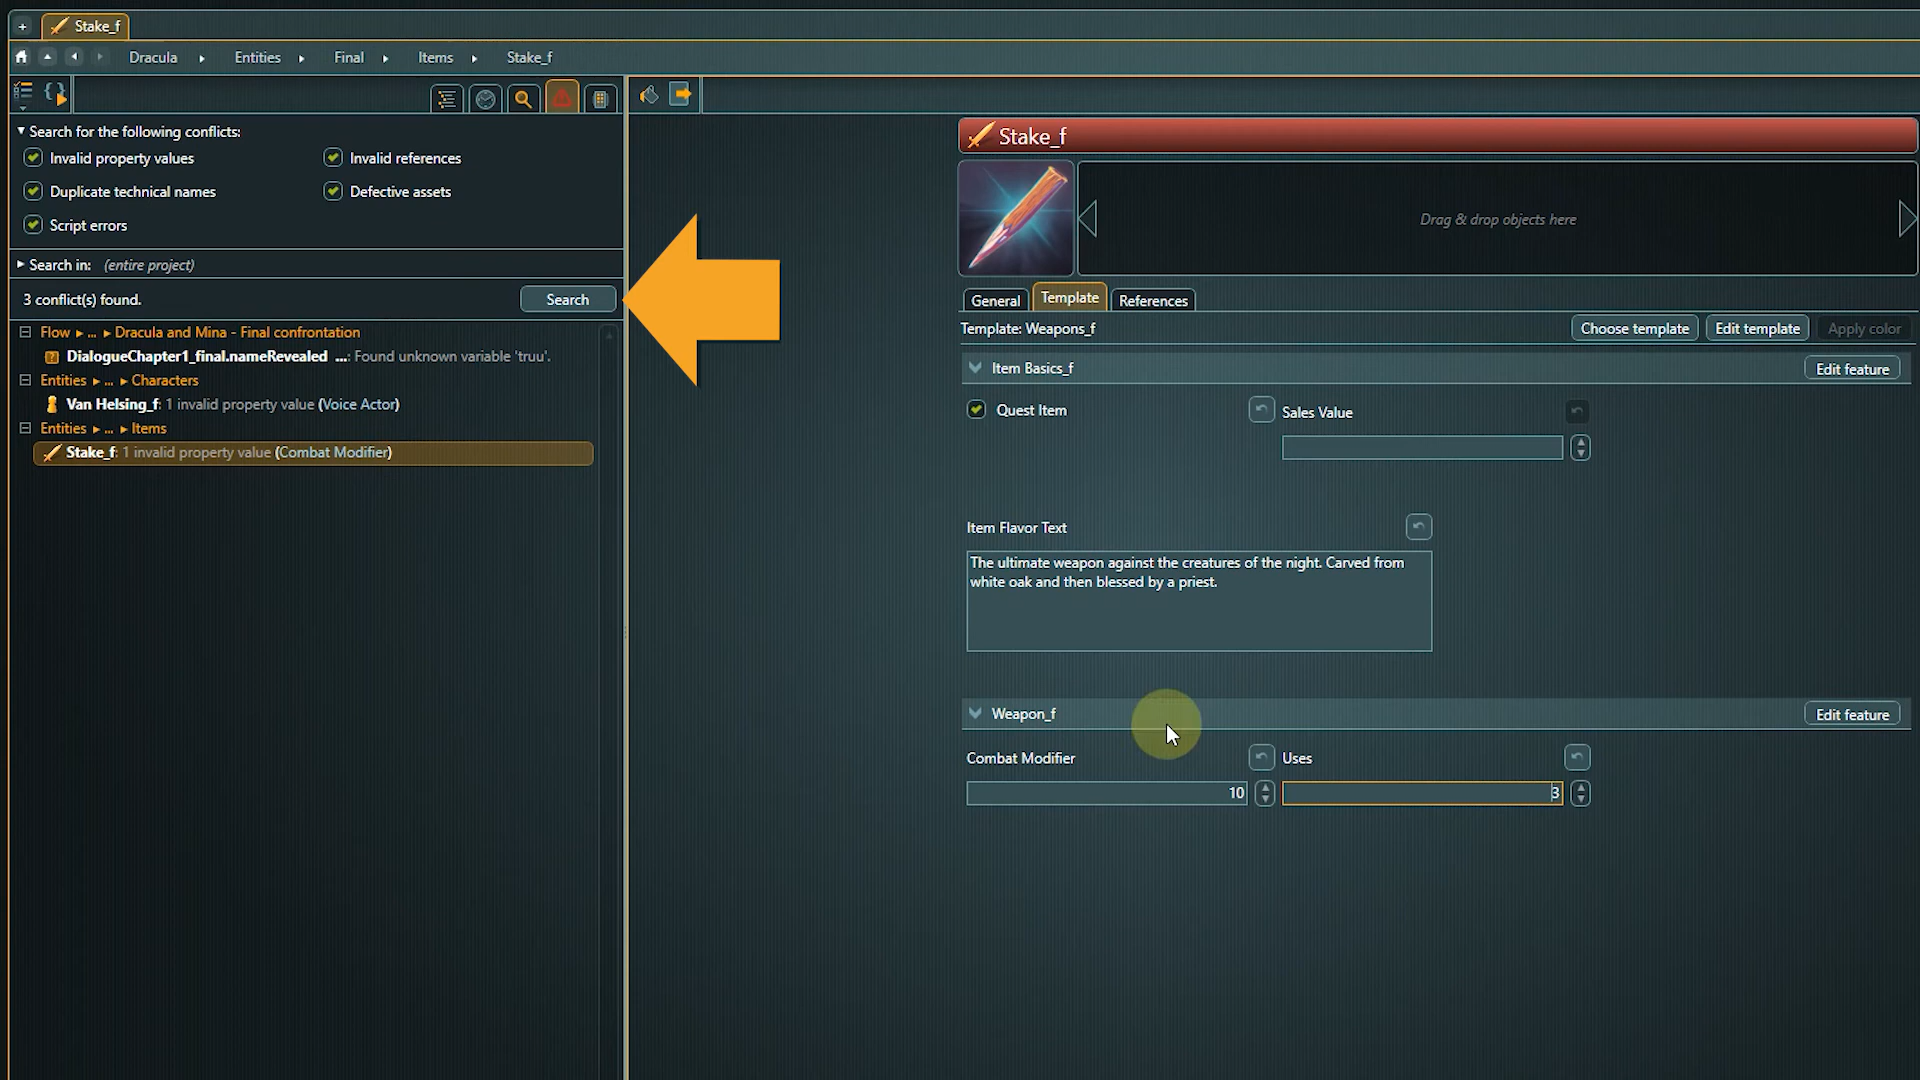 +
Stake_f
Dracula
Entities
Final
Items
Stake_f
Search for the following conflicts:
Invalid property values
Invalid references
Duplicate technical names
Defective assets
Script errors
Search in: (entire project)
3 conflict(s) found.
Search
Flow ▸ ... ▸ Dracula and Mina - Final confrontation
DialogueChapter1_final.nameRevealed ...: Found unknown variable 'truu'.
Entities ▸ ... ▸ Characters
Van Helsing_f: 1 invalid property value (Voice Actor)
Entities ▸ ... ▸ Items
Stake_f: 1 invalid property value (Combat Modifier)
Stake_f
Drag & drop objects here
General
Template
References
Template: Weapons_f
Choose template
Edit template
Apply color
Item Basics_f
Edit feature
Quest Item
Sales Value
Item Flavor Text
The ultimate weapon against the creatures of the night. Carved from
white oak and then blessed by a priest.
Weapon_f
Edit feature
Combat Modifier
Uses
10
3